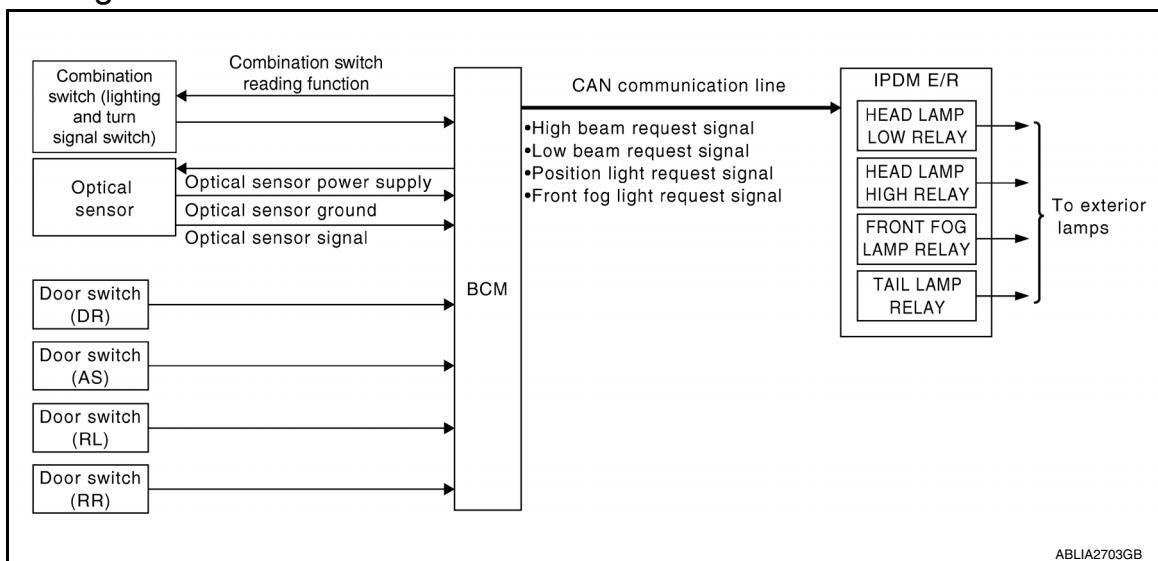 Combination
switch (lighting
and turn
signal switch)
Combination switch
reading function
Optical
sensor
Optical sensor power supply
Optical sensor ground
Optical sensor signal
Door switch
(DR)
Door switch
(AS)
Door switch
(RL)
Door switch
(RR)
BCM
CAN communication line
•High beam request signal
•Low beam request signal
•Position light request signal
•Front fog light request signal
IPDM E/R
HEAD LAMP
LOW RELAY
HEAD LAMP
HIGH RELAY
FRONT FOG
LAMP RELAY
TAIL LAMP
RELAY
To exterior
lamps
ABLIA2703GB